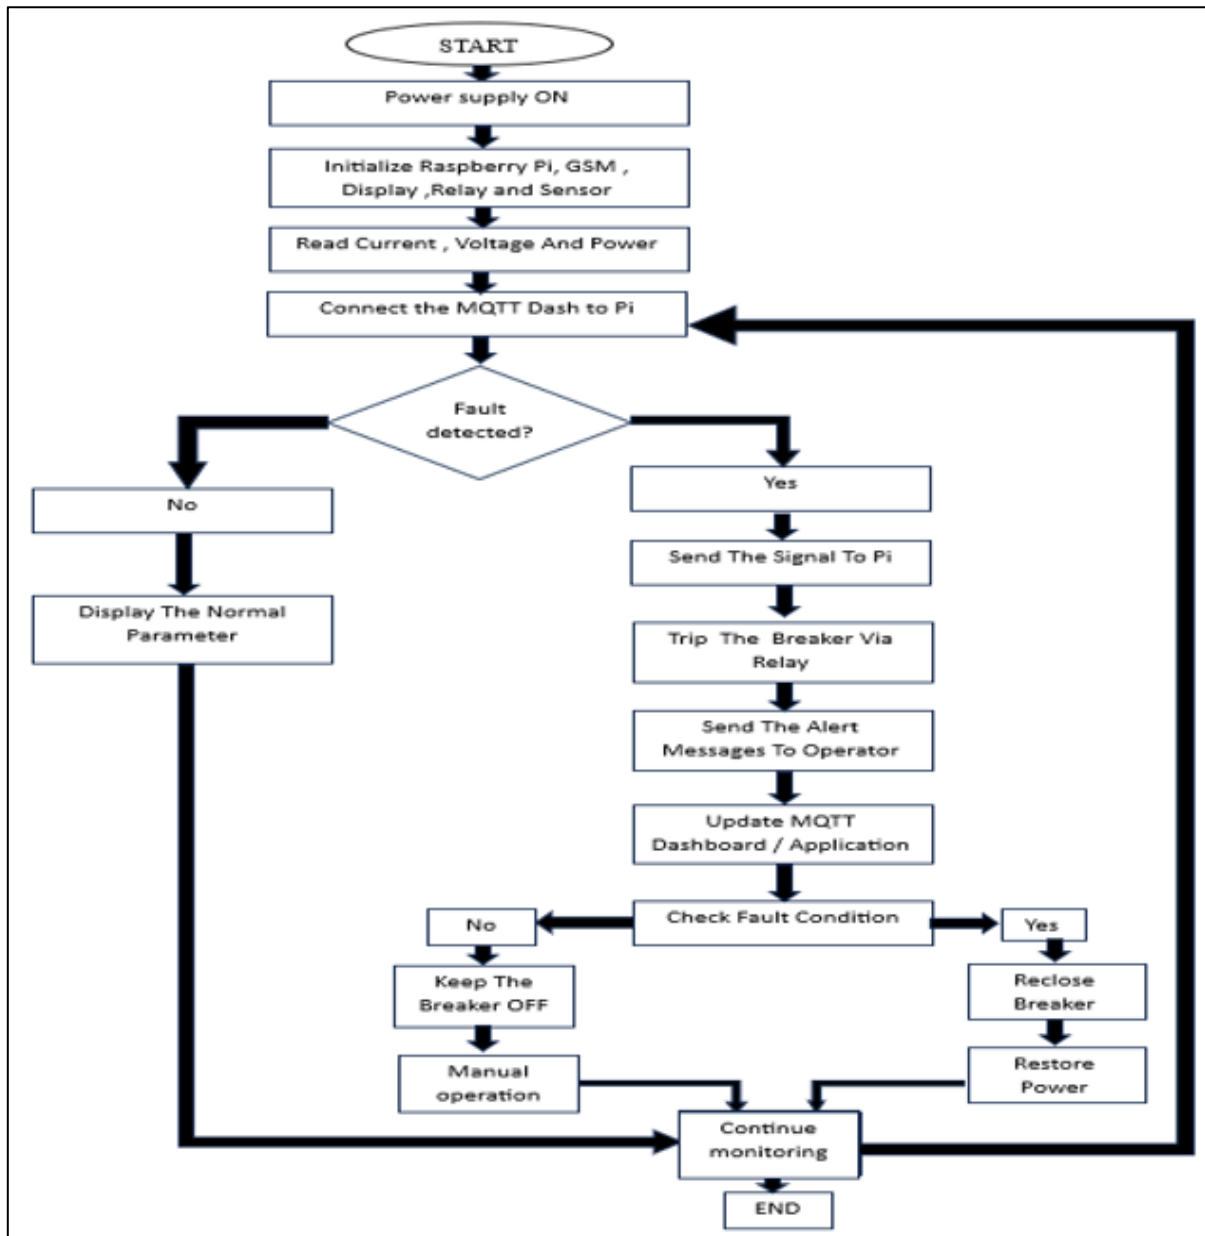 START
Power supply ON
Initialize Raspberry Pi, GSM ,
Display ,Relay and Sensor
Read Current , Voltage And Power
Connect the MQTT Dash to Pi
Fault
detected?
No
Display The Normal
Parameter
Yes
Send The Signal To Pi
Trip The Breaker Via
Relay
Send The Alert
Messages To Operator
Update MQTT
Dashboard / Application
Check Fault Condition
No
Keep The
Breaker OFF
Manual
operation
Yes
Reclose
Breaker
Restore
Power
Continue
monitoring
END